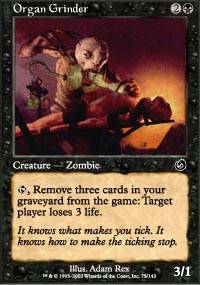 Organ Grinder 2
Creature — Zombie
, Remove three cards in your
graveyard from the game: Target
player loses 3 life.
It knows what makes you tick. It
knows how to make the ticking stop.
Illus. Adam Rex
™ & © 1993-2002 Wizards of the Coast, Inc. 75/143
3/1